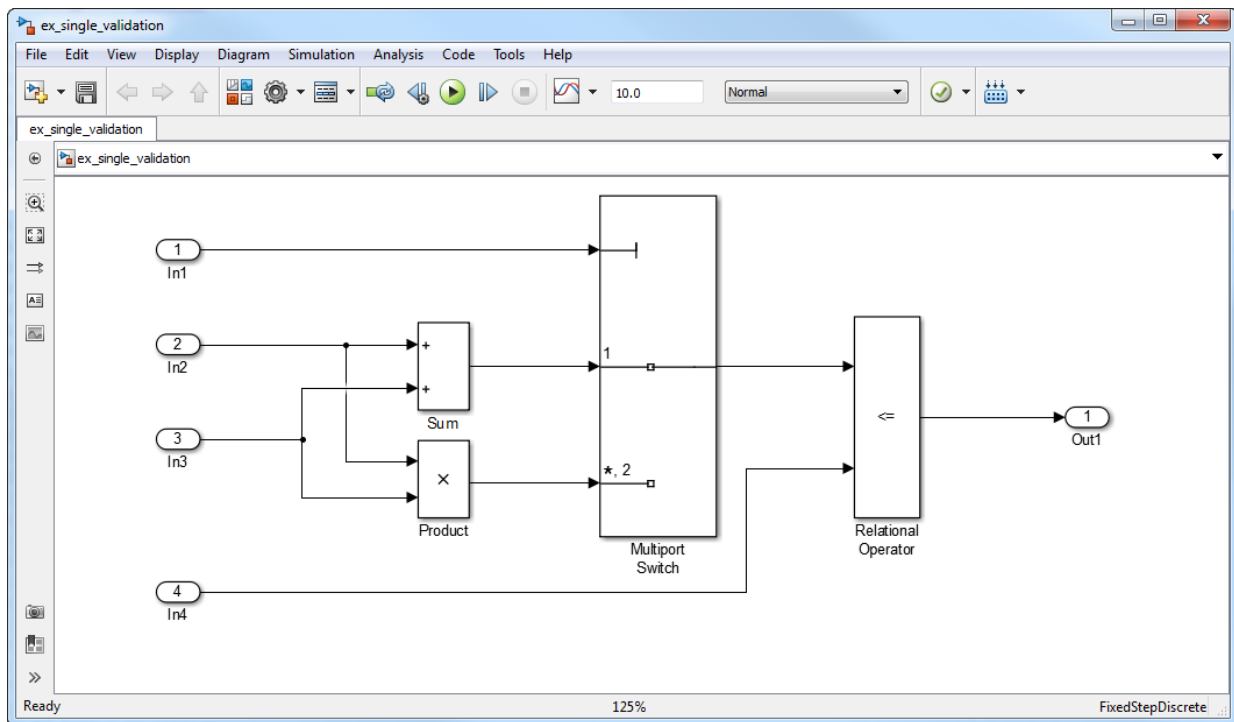 ex_single_validation
File Edit View Display Diagram Simulation Analysis Code Tools Help
10.0 Normal
ex_single_validation
ex_single_validation
1
In1
2
In2
+
+
Sum
1
<=
1
Out1
3
In3
×
Product
*, 2
Multiport
Switch
Relational
Operator
4
In4
Ready 125% FixedStepDiscrete